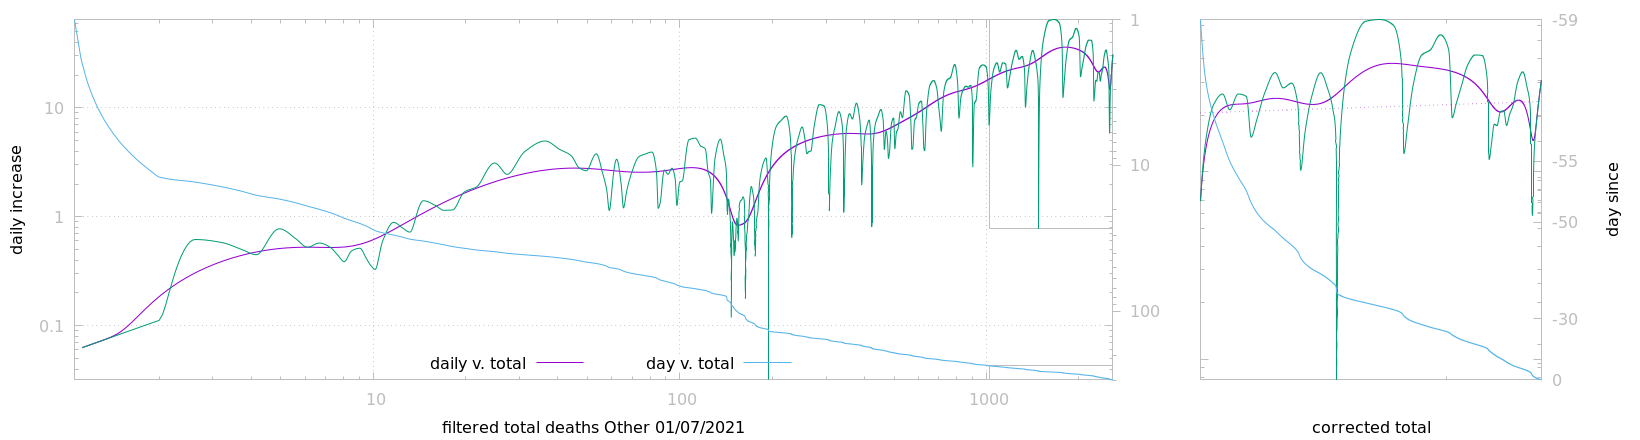 daily increase
10
1
0.1
10
100
1000
1
10
100
daily v. total
day v. total
filtered total deaths Other 01/07/2021
-59
-55
-50
-30
0
day since
corrected total